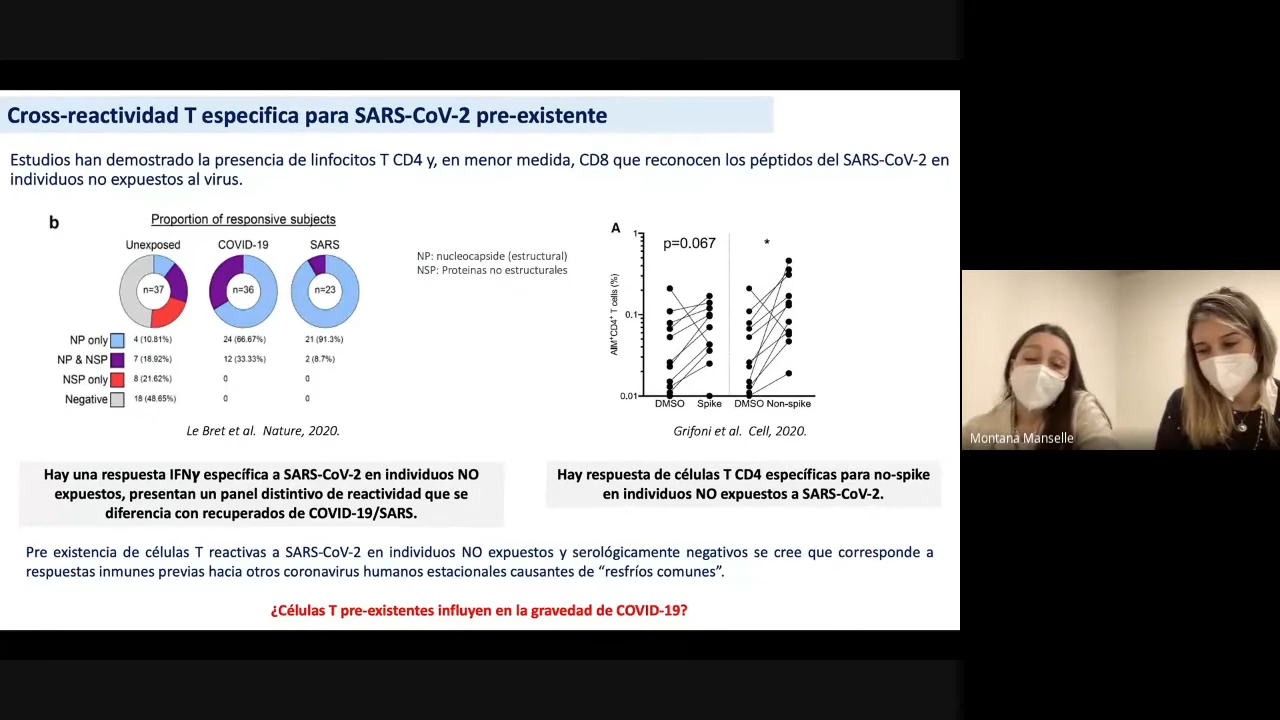 Cross-reactividad T especifica para SARS-CoV-2 pre-existente
Estudios han demostrado la presencia de linfocitos T CD4 y, en menor medida, CD8 que reconocen los péptidos del SARS-CoV-2 en
individuos no expuestos al virus.
b
Proportion of responsive subjects
Unexposed COVID-19 SARS
n=37 n=36 n=23
NP only 4 (10.81%) 24 (66.67%) 21 (91.3%)
NP & NSP 7 (18.92%) 12 (33.33%) 2 (8.7%)
NSP only 8 (21.62%) 0 0
Negative 18 (48.65%) 0 0
Le Bret et al. Nature, 2020.
NP: nucleocapside (estructural)
NSP: Proteinas no estructurales
A
p=0.067 *
1
0.1
0.01
AIM+CD4+ T cells (%)
DMSO Spike DMSO Non-spike
Grifoni et al. Cell, 2020.
Hay una respuesta IFNγ específica a SARS-CoV-2 en individuos NO
expuestos, presentan un panel distintivo de reactividad que se
diferencia con recuperados de COVID-19/SARS.
Hay respuesta de células T CD4 específicas para no-spike
en individuos NO expuestos a SARS-CoV-2.
Pre existencia de células T reactivas a SARS-CoV-2 en individuos NO expuestos y serológicamente negativos se cree que corresponde a
respuestas inmunes previas hacia otros coronavirus humanos estacionales causantes de “resfríos comunes”.
¿Células T pre-existentes influyen en la gravedad de COVID-19?
Montana Manselle